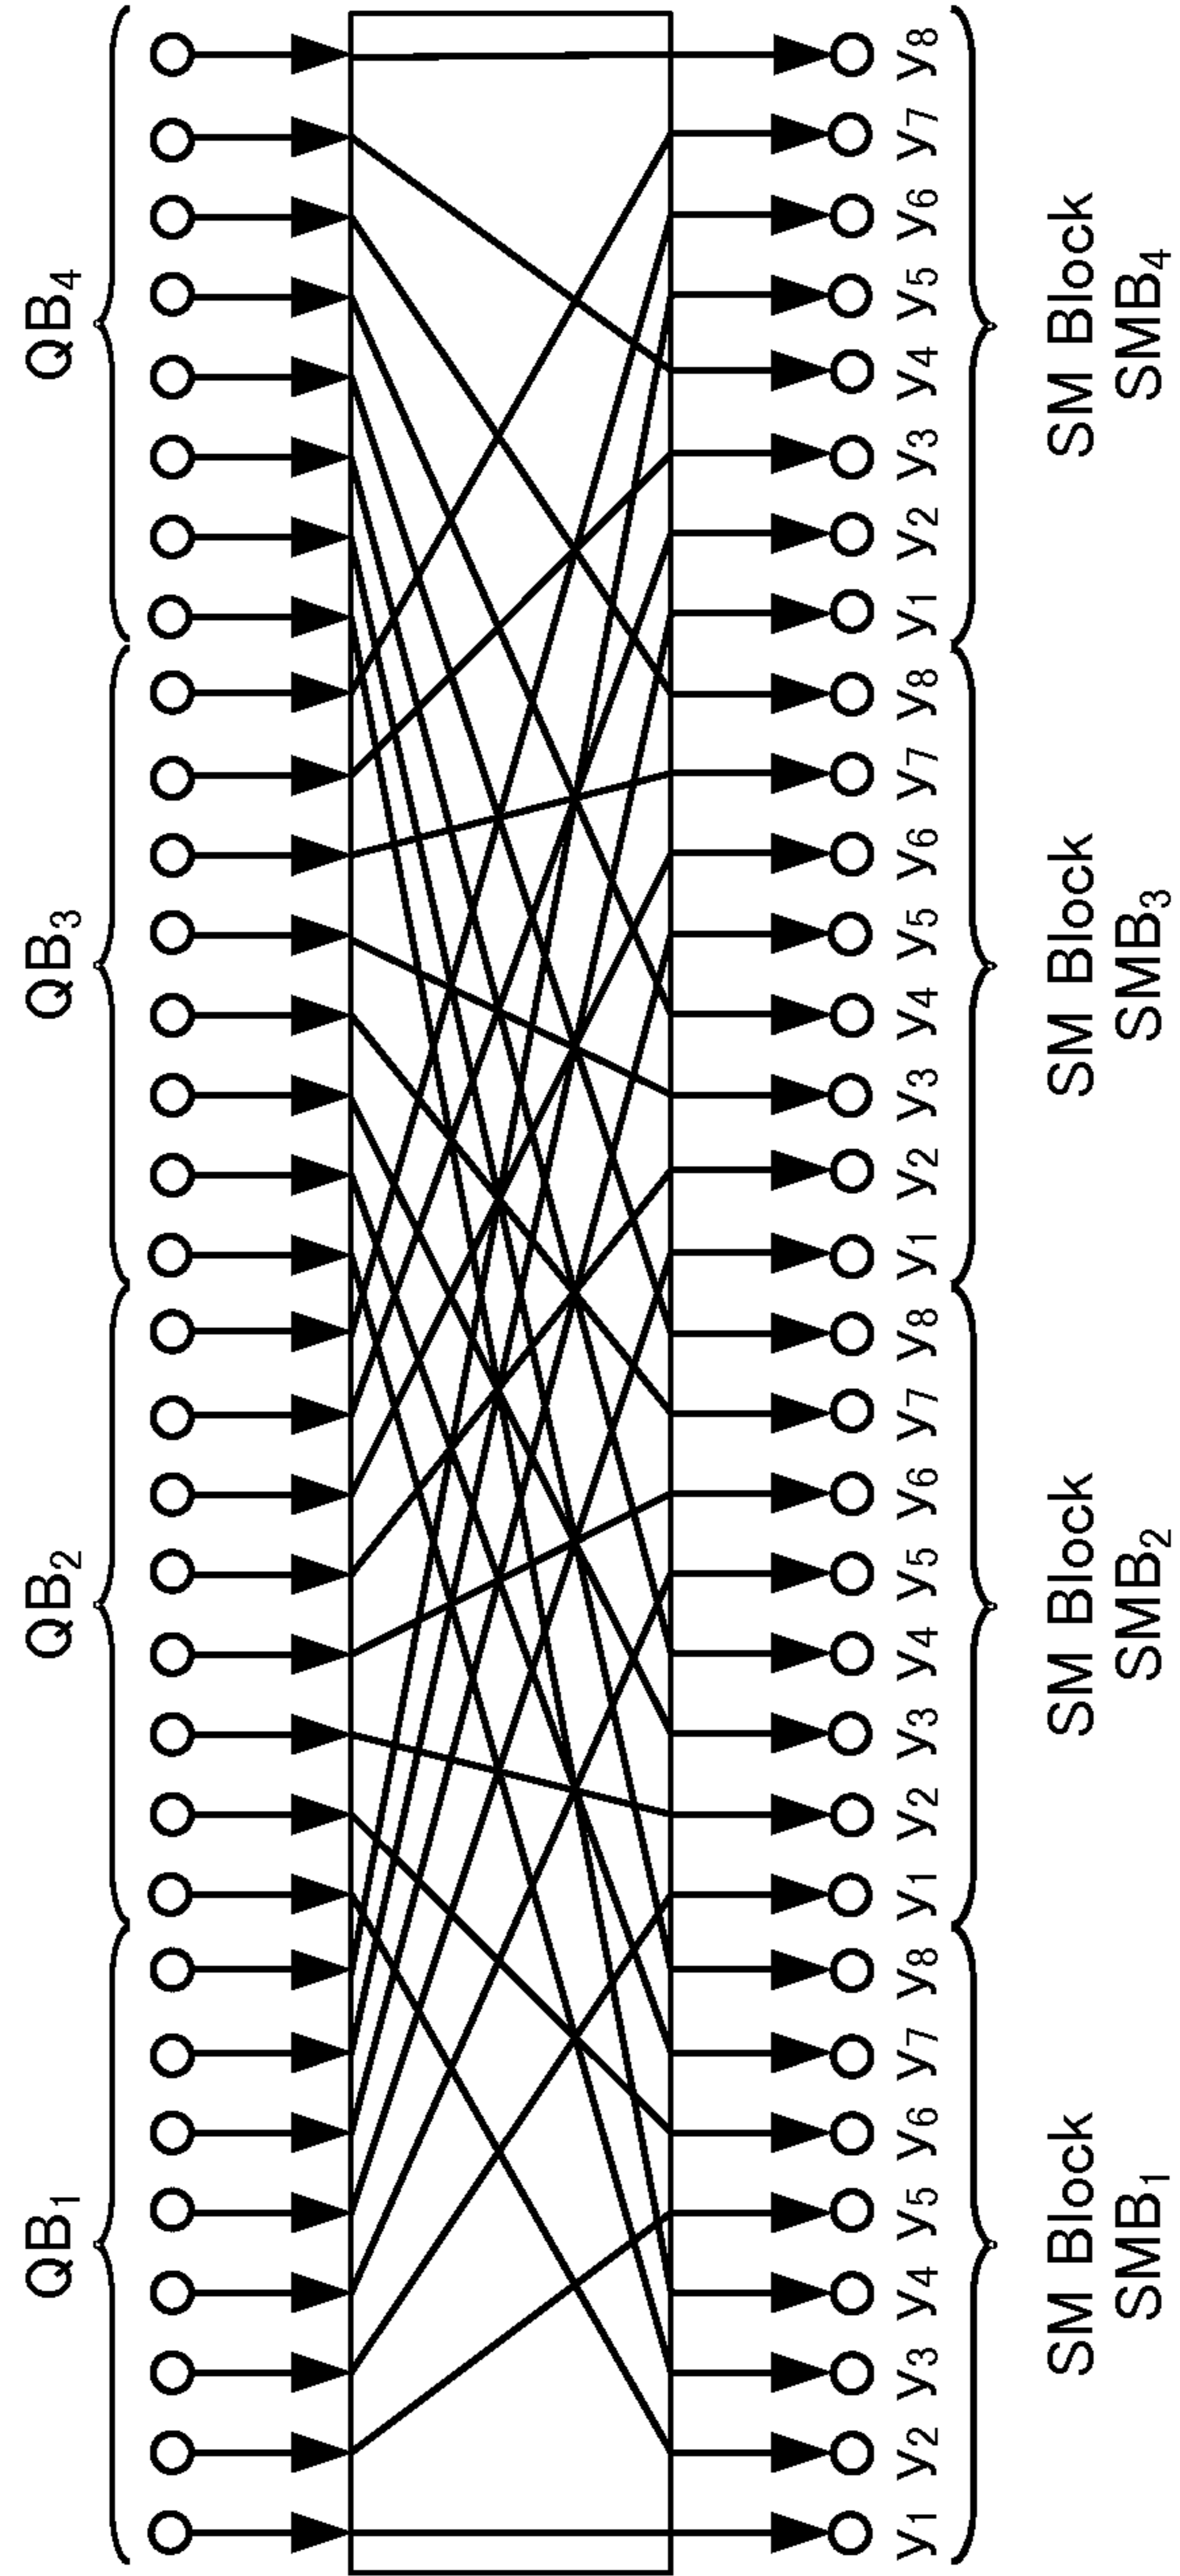 QB₁ QB₂ QB₃ QB₄
y₁ y₂ y₃ y₄ y₅ y₆ y₇ y₈ y₁ y₂ y₃ y₄ y₅ y₆ y₇ y₈ y₁ y₂ y₃ y₄ y₅ y₆ y₇ y₈ y₁ y₂ y₃ y₄ y₅ y₆ y₇ y₈
SM Block SM Block SM Block SM Block
SMB₁ SMB₂ SMB₃ SMB₄